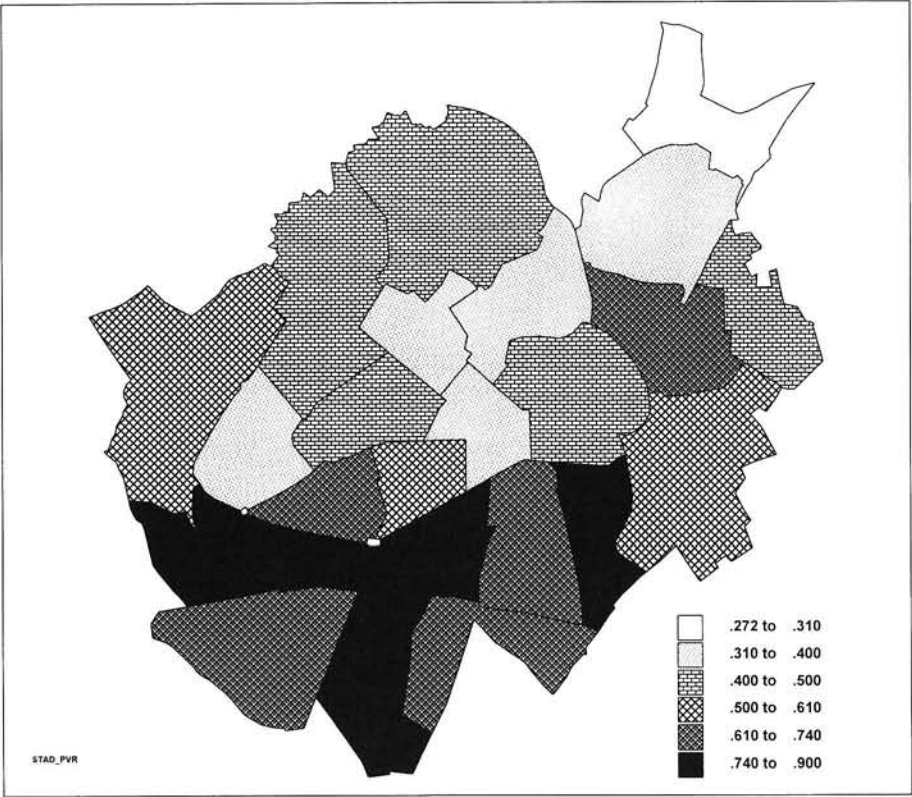 .272 to .310
.310 to .400
.400 to .500
.500 to .610
.610 to .740
.740 to .900
STAD_PVR